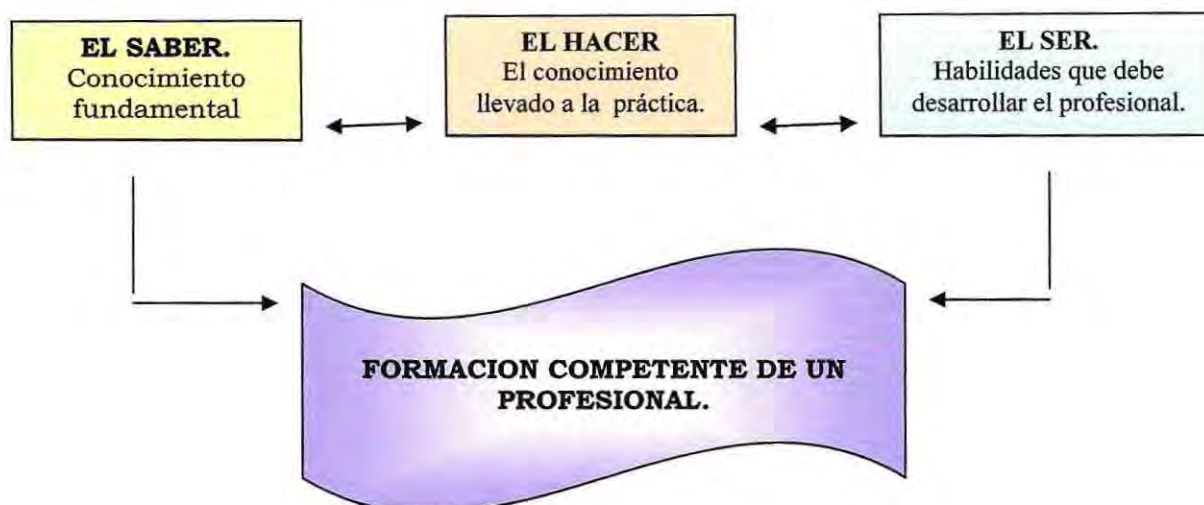 EL SABER.
Conocimiento
fundamental
EL HACER
El conocimiento
llevado a la práctica.
EL SER.
Habilidades que debe
desarrollar el profesional.
FORMACION COMPETENTE DE UN
PROFESIONAL.